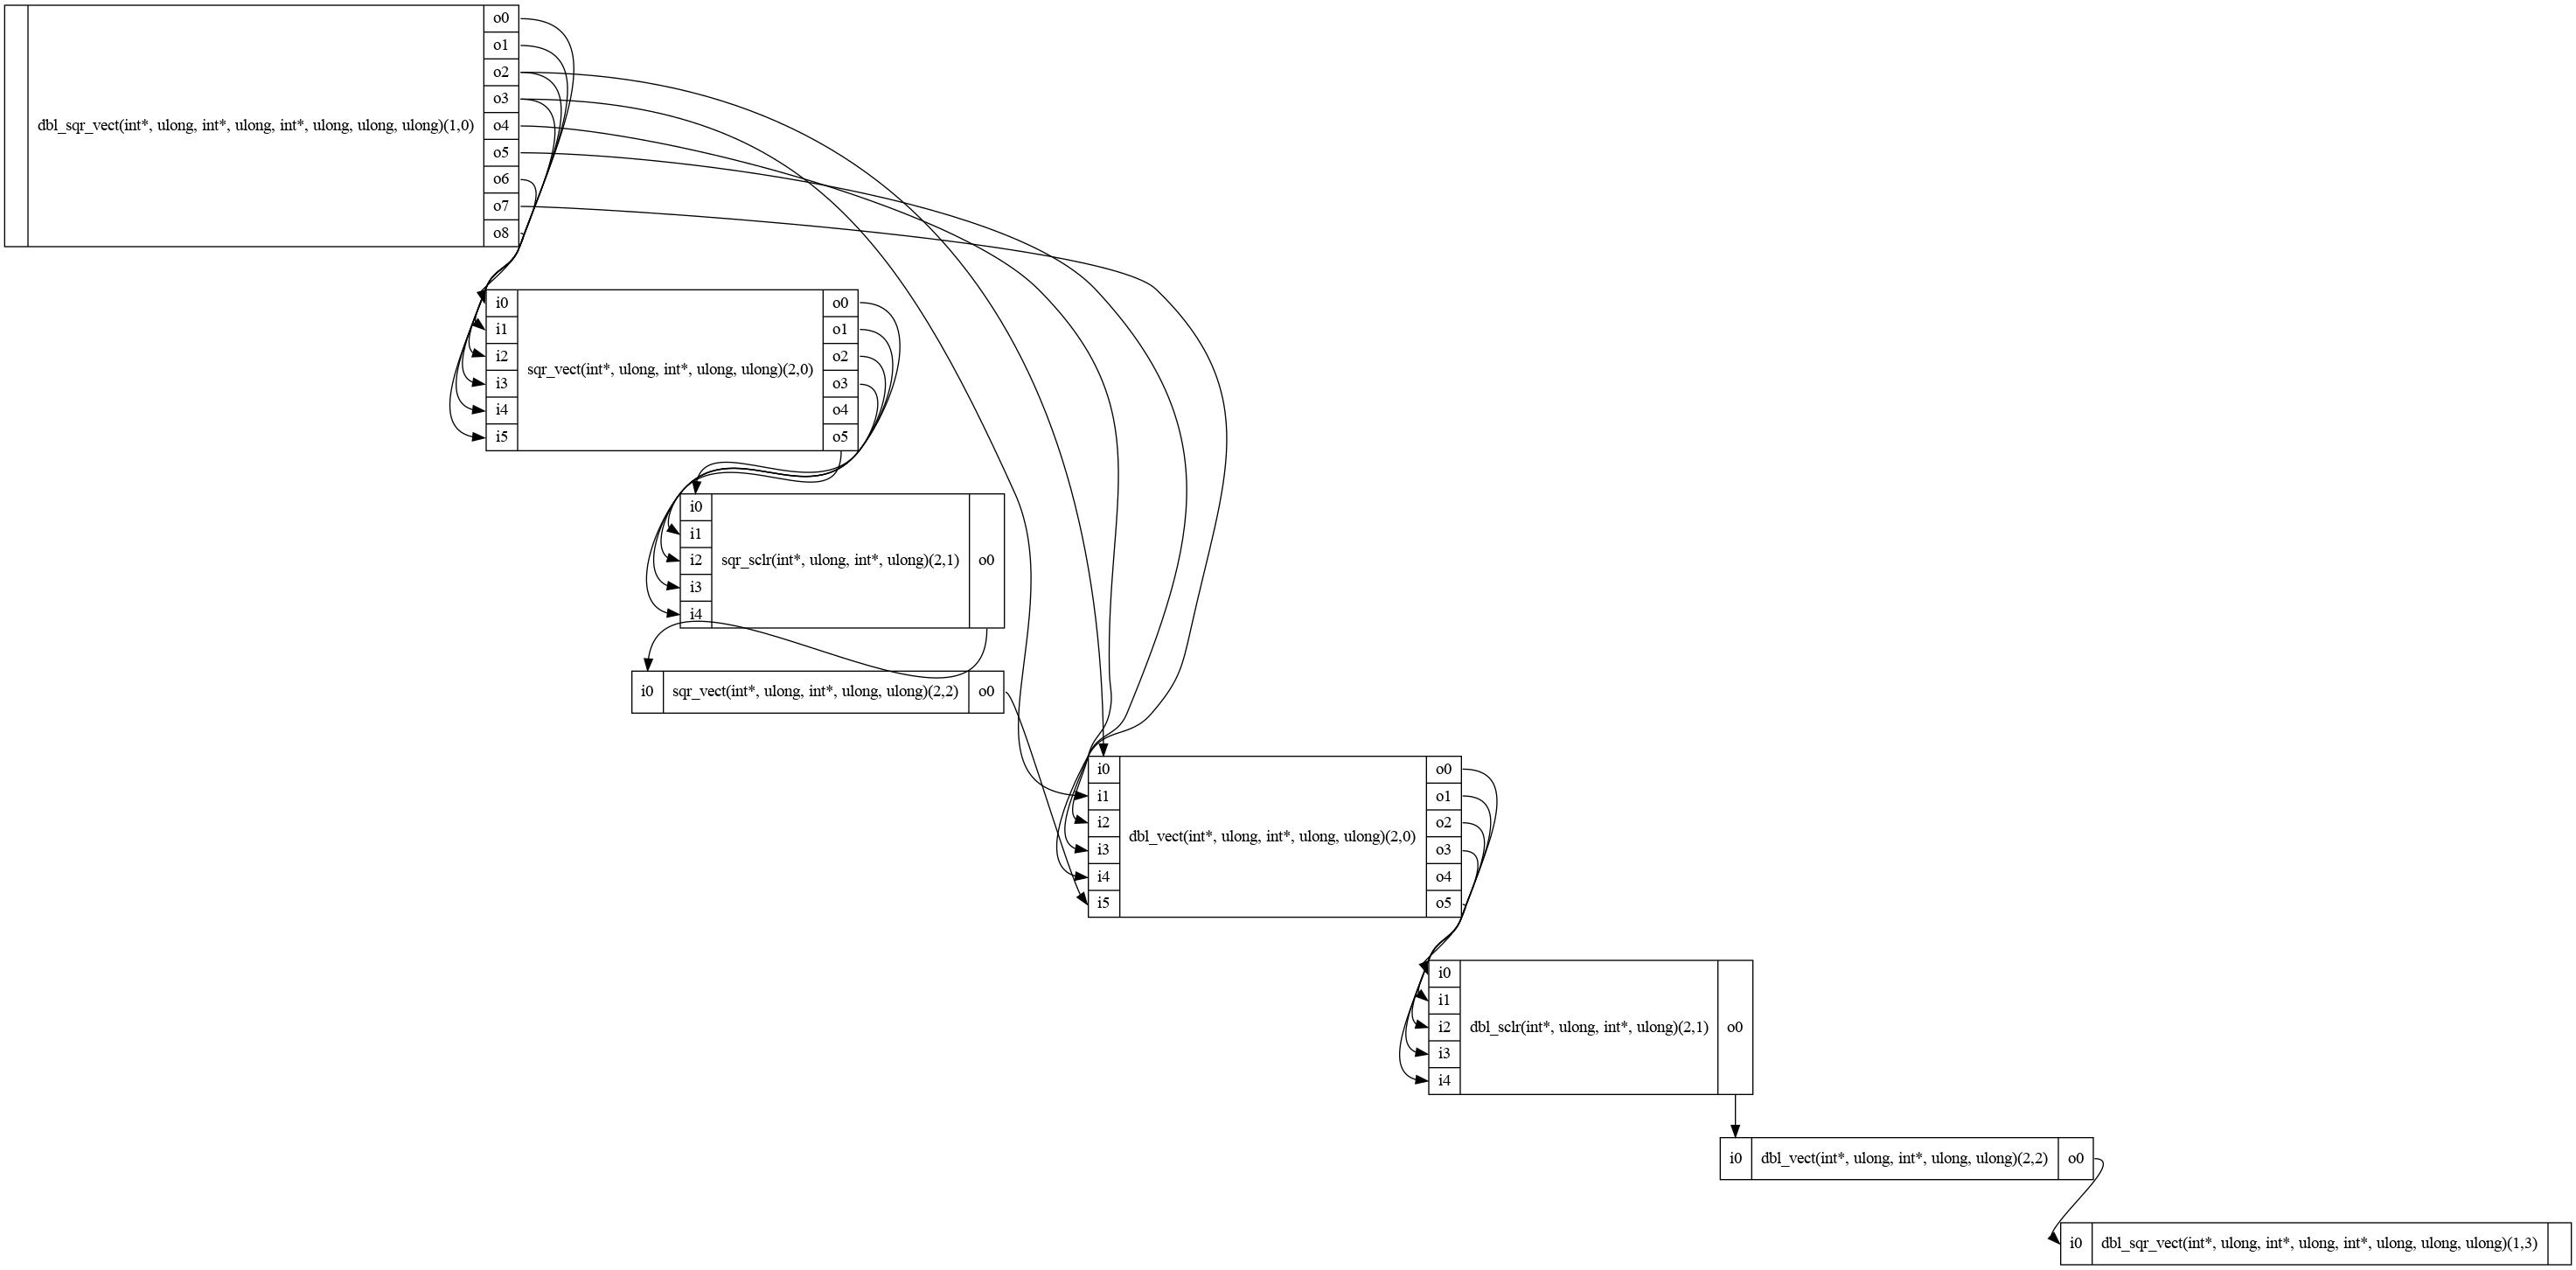 dbl_sqr_vect(int*, ulong, int*, ulong, int*, ulong, ulong, ulong)(1,0)
o0
o1
o2
o3
o4
o5
o6
o7
o8
i0
i1
i2
i3
i4
i5
sqr_vect(int*, ulong, int*, ulong, ulong)(2,0)
o0
o1
o2
o3
o4
o5
i0
i1
i2
i3
i4
sqr_sclr(int*, ulong, int*, ulong)(2,1)
o0
i0 sqr_vect(int*, ulong, int*, ulong, ulong)(2,2) o0
i0
i1
i2
i3
i4
i5
dbl_vect(int*, ulong, int*, ulong, ulong)(2,0)
o0
o1
o2
o3
o4
o5
i0
i1
i2
i3
i4
dbl_sclr(int*, ulong, int*, ulong)(2,1)
o0
i0 dbl_vect(int*, ulong, int*, ulong, ulong)(2,2) o0
i0 dbl_sqr_vect(int*, ulong, int*, ulong, int*, ulong, ulong, ulong)(1,3)